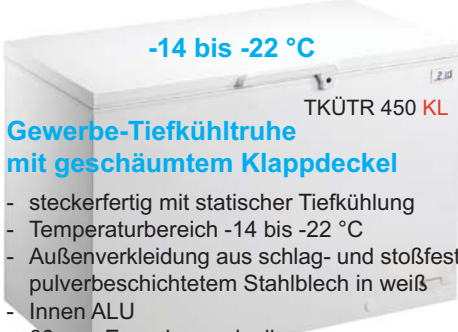 -14 bis -22 °C
TKÜTR 450 KL
Gewerbe-Tiefkühltruhe
mit geschäumtem Klappdeckel
- steckerfertig mit statischer Tiefkühlung
- Temperaturbereich -14 bis -22 °C
- Außenverkleidung aus schlag- und stoßfest
pulverbeschichtetem Stahlblech in weiß
- Innen ALU